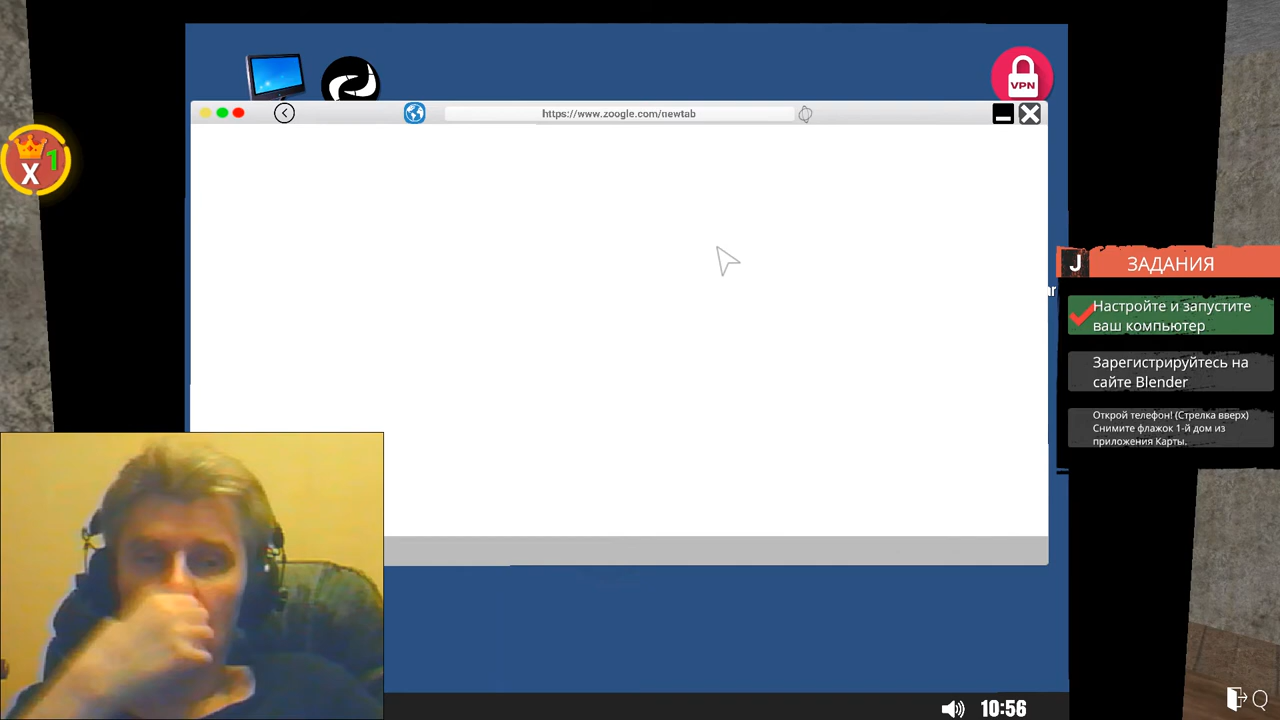 VPN
https://www.zoogle.com/newtab
X 1
J ЗАДАНИЯ
Настройте и запустите
ваш компьютер
Зарегистрируйтесь на
сайте Blender
Открой телефон! (Стрелка вверх)
Снимите флажок 1-й дом из
приложения Карты.
10:56
Q